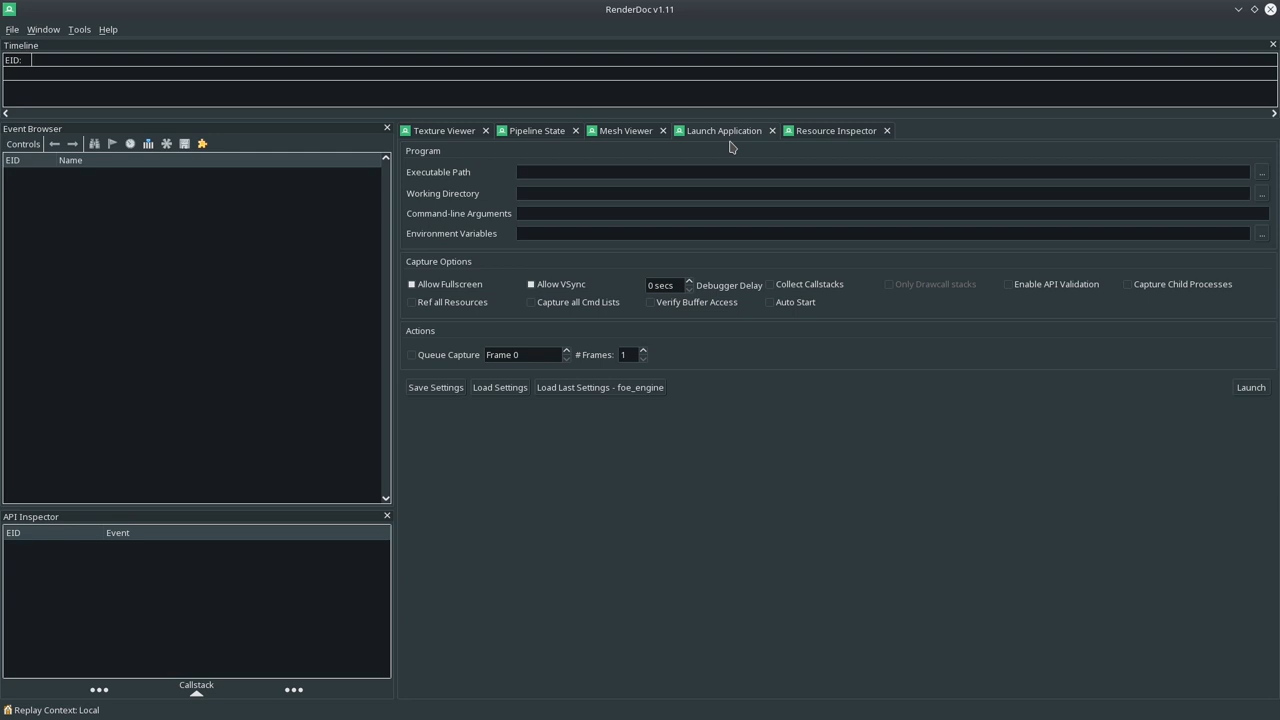 RenderDoc v1.11
File Window Tools Help
Timeline
EID:
Event Browser
Controls
EID Name
API Inspector
EID Event
Callstack
Texture Viewer Pipeline State Mesh Viewer Launch Application Resource Inspector
Program
Executable Path ...
Working Directory ...
Command-line Arguments
Environment Variables ...
Capture Options
Allow Fullscreen Allow VSync 0 secs Debugger Delay Collect Callstacks Only Drawcall stacks Enable API Validation Capture Child Processes
Ref all Resources Capture all Cmd Lists Verify Buffer Access Auto Start
Actions
Queue Capture Frame 0 # Frames: 1
Save Settings Load Settings Load Last Settings - foe_engine Launch
Replay Context: Local